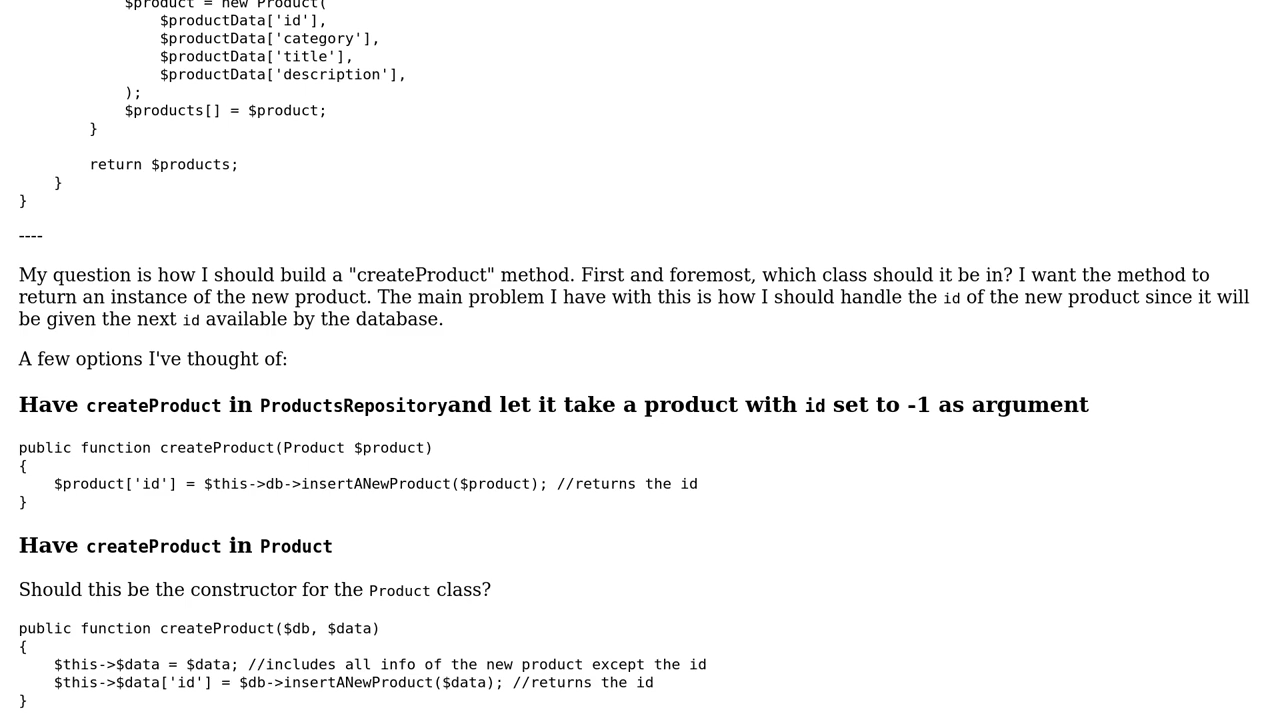 $product = new Product(
$productData['id'],
$productData['category'],
$productData['title'],
$productData['description'],
);
$products[] = $product;
}
return $products;
}
}
----
My question is how I should build a "createProduct" method. First and foremost, which class should it be in? I want the method to
return an instance of the new product. The main problem I have with this is how I should handle the id of the new product since it will
be given the next id available by the database.
A few options I've thought of:
Have createProduct in ProductsRepositoryand let it take a product with id set to -1 as argument
public function createProduct(Product $product)
{
$product['id'] = $this->db->insertANewProduct($product); //returns the id
}
Have createProduct in Product
Should this be the constructor for the Product class?
public function createProduct($db, $data)
{
$this->$data = $data; //includes all info of the new product except the id
$this->$data['id'] = $db->insertANewProduct($data); //returns the id
}